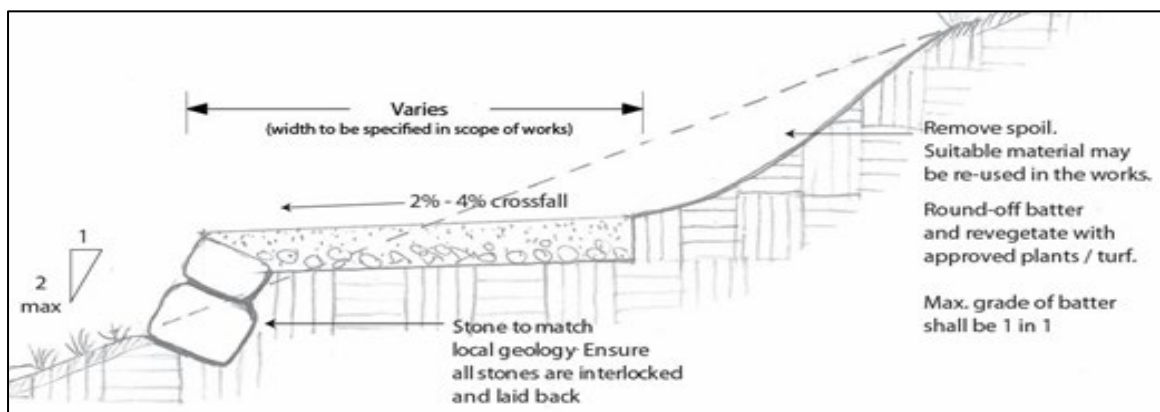 Varies
(width to be specified in scope of works)
2% - 4% crossfall
1
2
max
Stone to match
local geology· Ensure
all stones are interlocked
and laid back
Remove spoil.
Suitable material may
be re-used in the works.
Round-off batter
and revegetate with
approved plants / turf.
Max. grade of batter
shall be 1 in 1